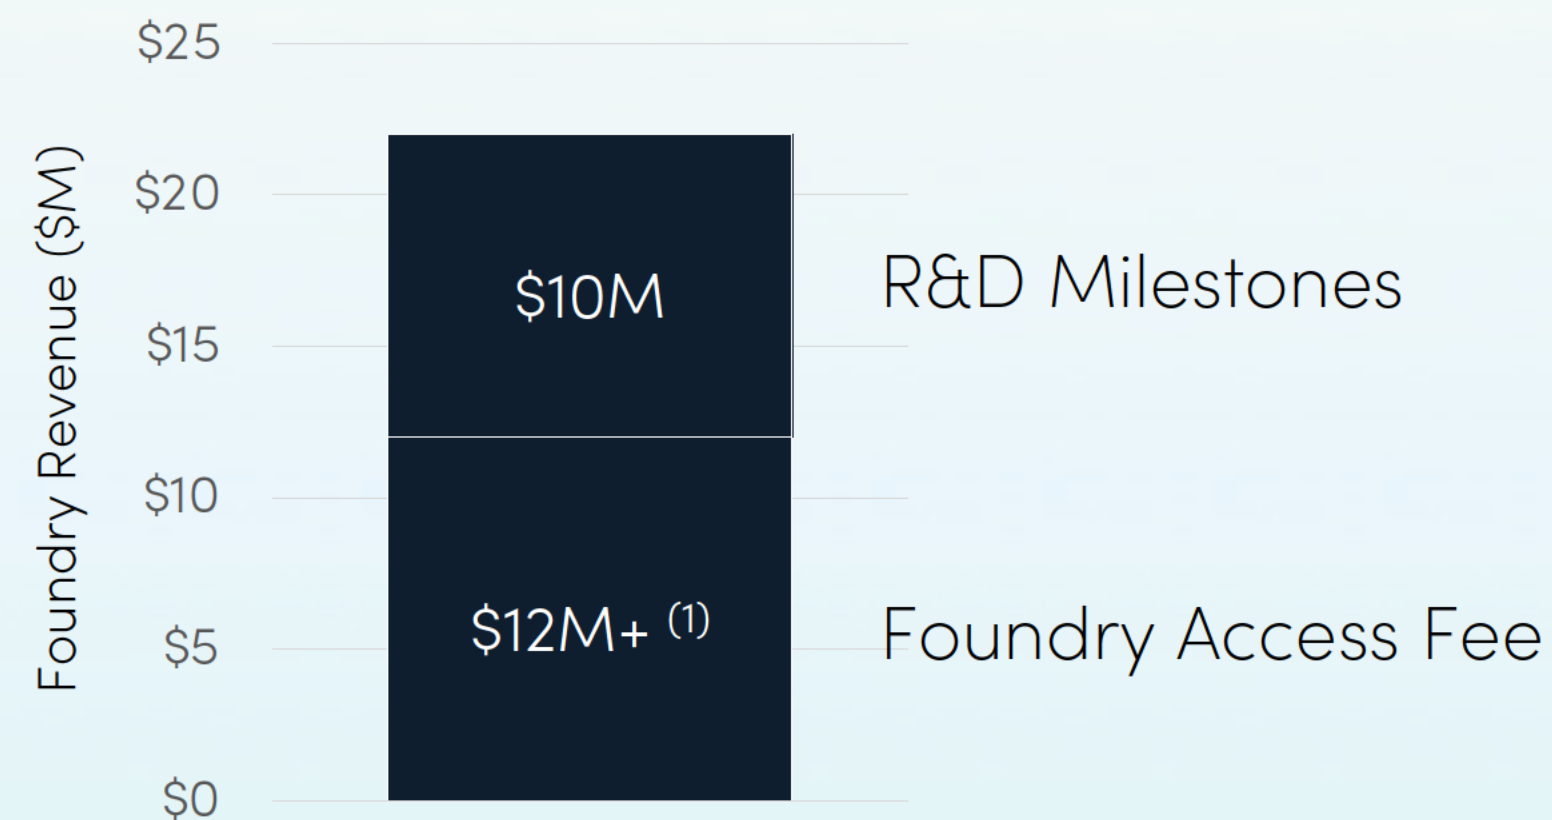 Foundry Revenue ($M)
$25
$20
$15
$10
$5
$0
$10M
R&D Milestones
$12M+ (1)
Foundry Access Fee